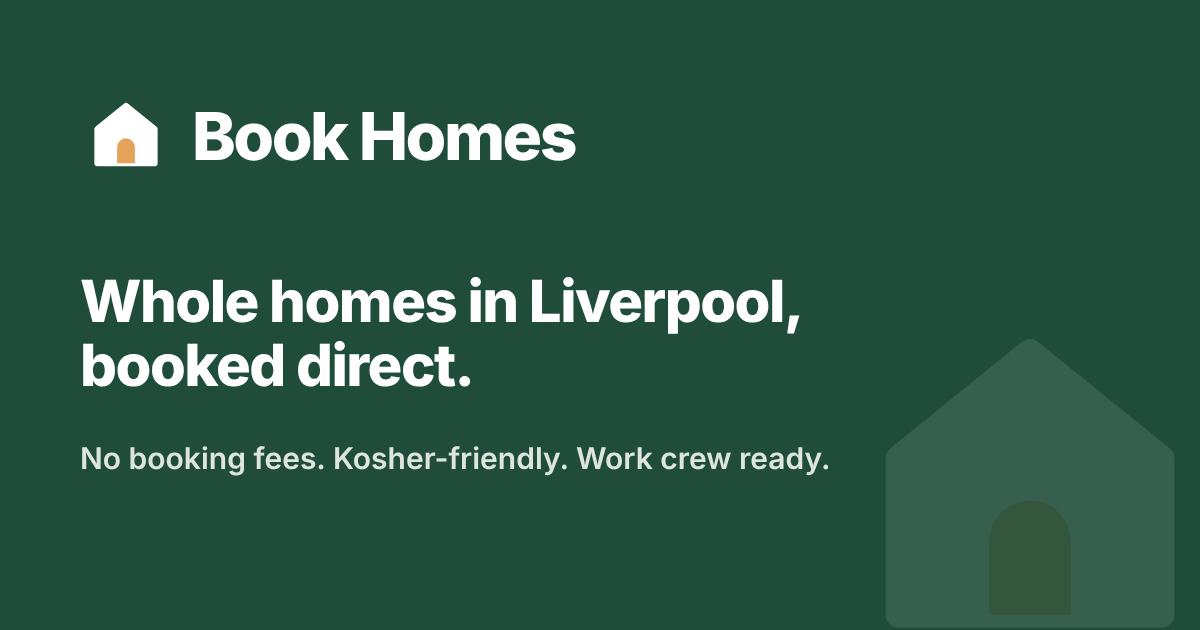 Book Homes
Whole homes in Liverpool,
booked direct.
No booking fees. Kosher-friendly. Work crew ready.